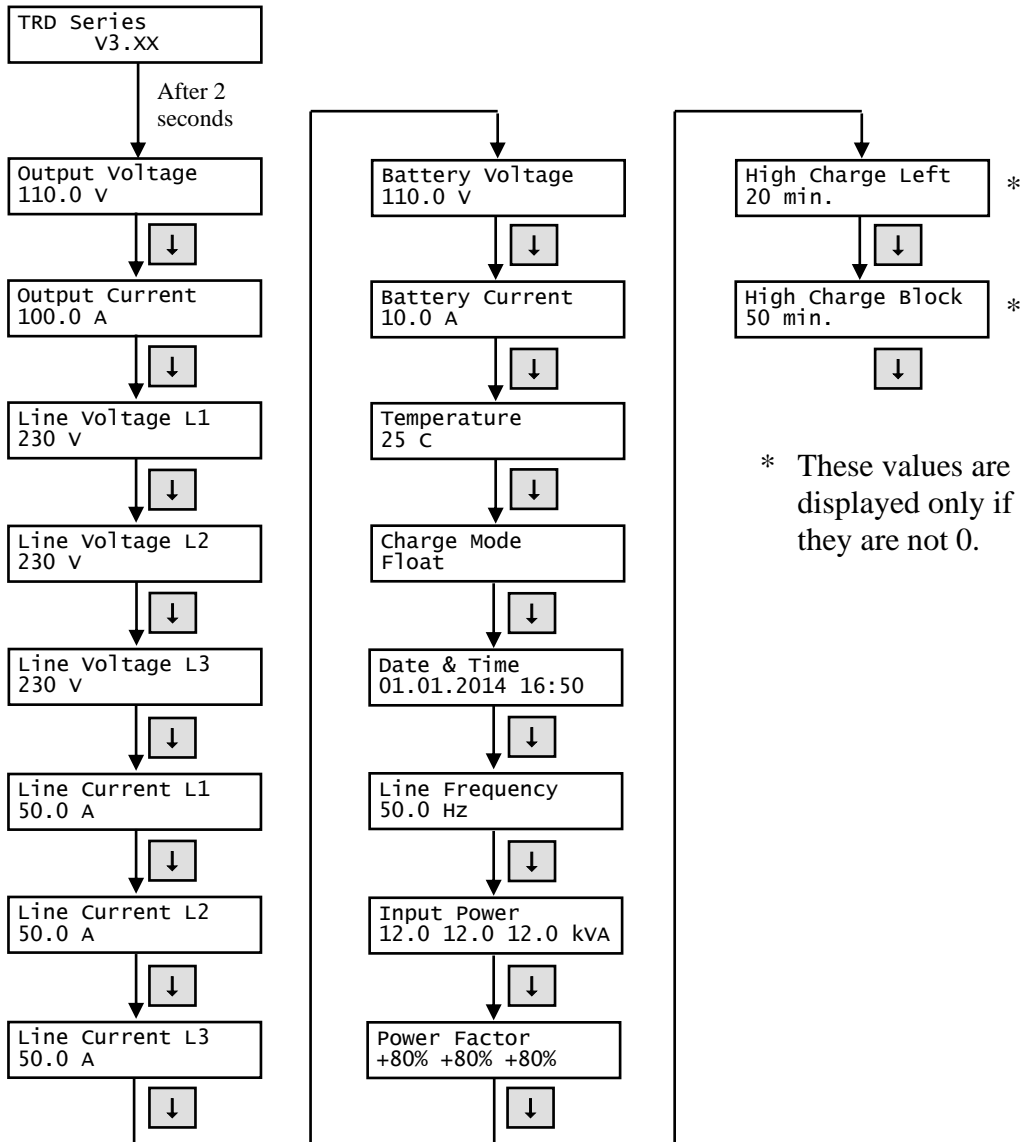 TRD Series
V3.XX
After 2
seconds
Output Voltage
110.0 V
↓
Output Current
100.0 A
↓
Line Voltage L1
230 V
↓
Line Voltage L2
230 V
↓
Line Voltage L3
230 V
↓
Line Current L1
50.0 A
↓
Line Current L2
50.0 A
↓
Line Current L3
50.0 A
↓
Battery Voltage
110.0 V
↓
Battery Current
10.0 A
↓
Temperature
25 C
↓
Charge Mode
Float
↓
Date & Time
01.01.2014 16:50
↓
Line Frequency
50.0 Hz
↓
Input Power
12.0 12.0 12.0 kVA
↓
Power Factor
+80% +80% +80%
↓
High Charge Left *
20 min.
↓
High Charge Block *
50 min.
↓
* These values are
displayed only if
they are not 0.